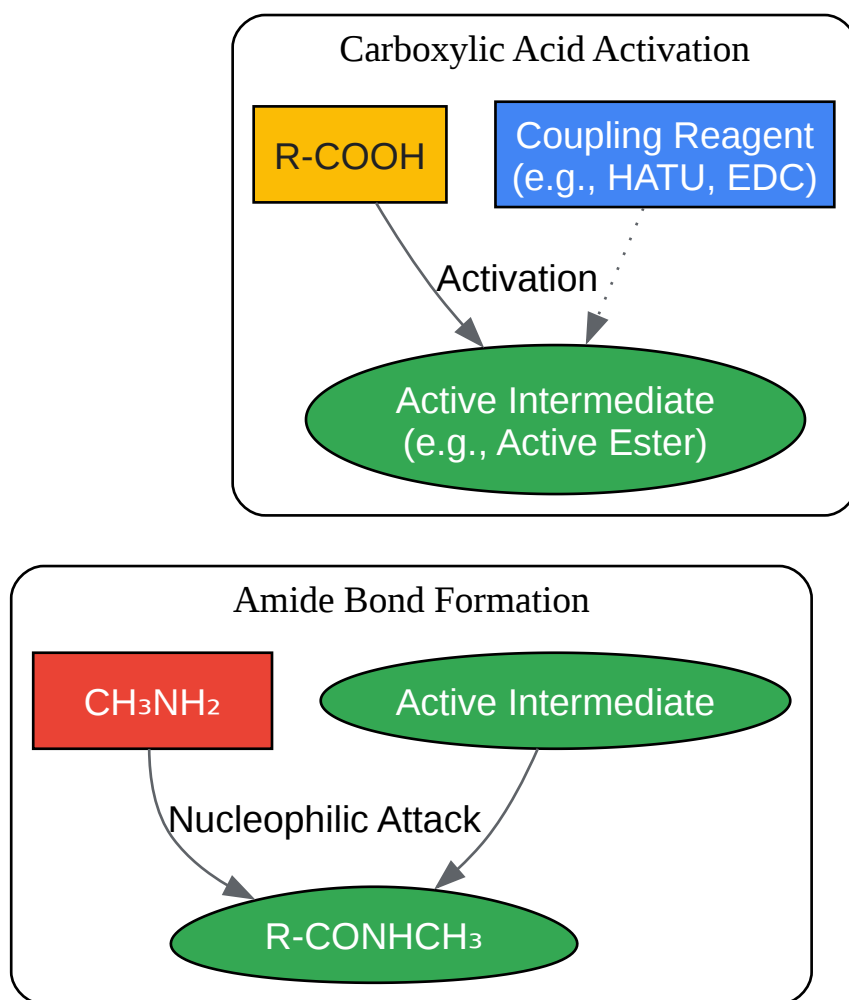 Carboxylic Acid Activation
R-COOH
Coupling Reagent
(e.g., HATU, EDC)
Activation
Active Intermediate
(e.g., Active Ester)
Amide Bond Formation
CH₃NH₂
Active Intermediate
Nucleophilic Attack
R-CONHCH₃